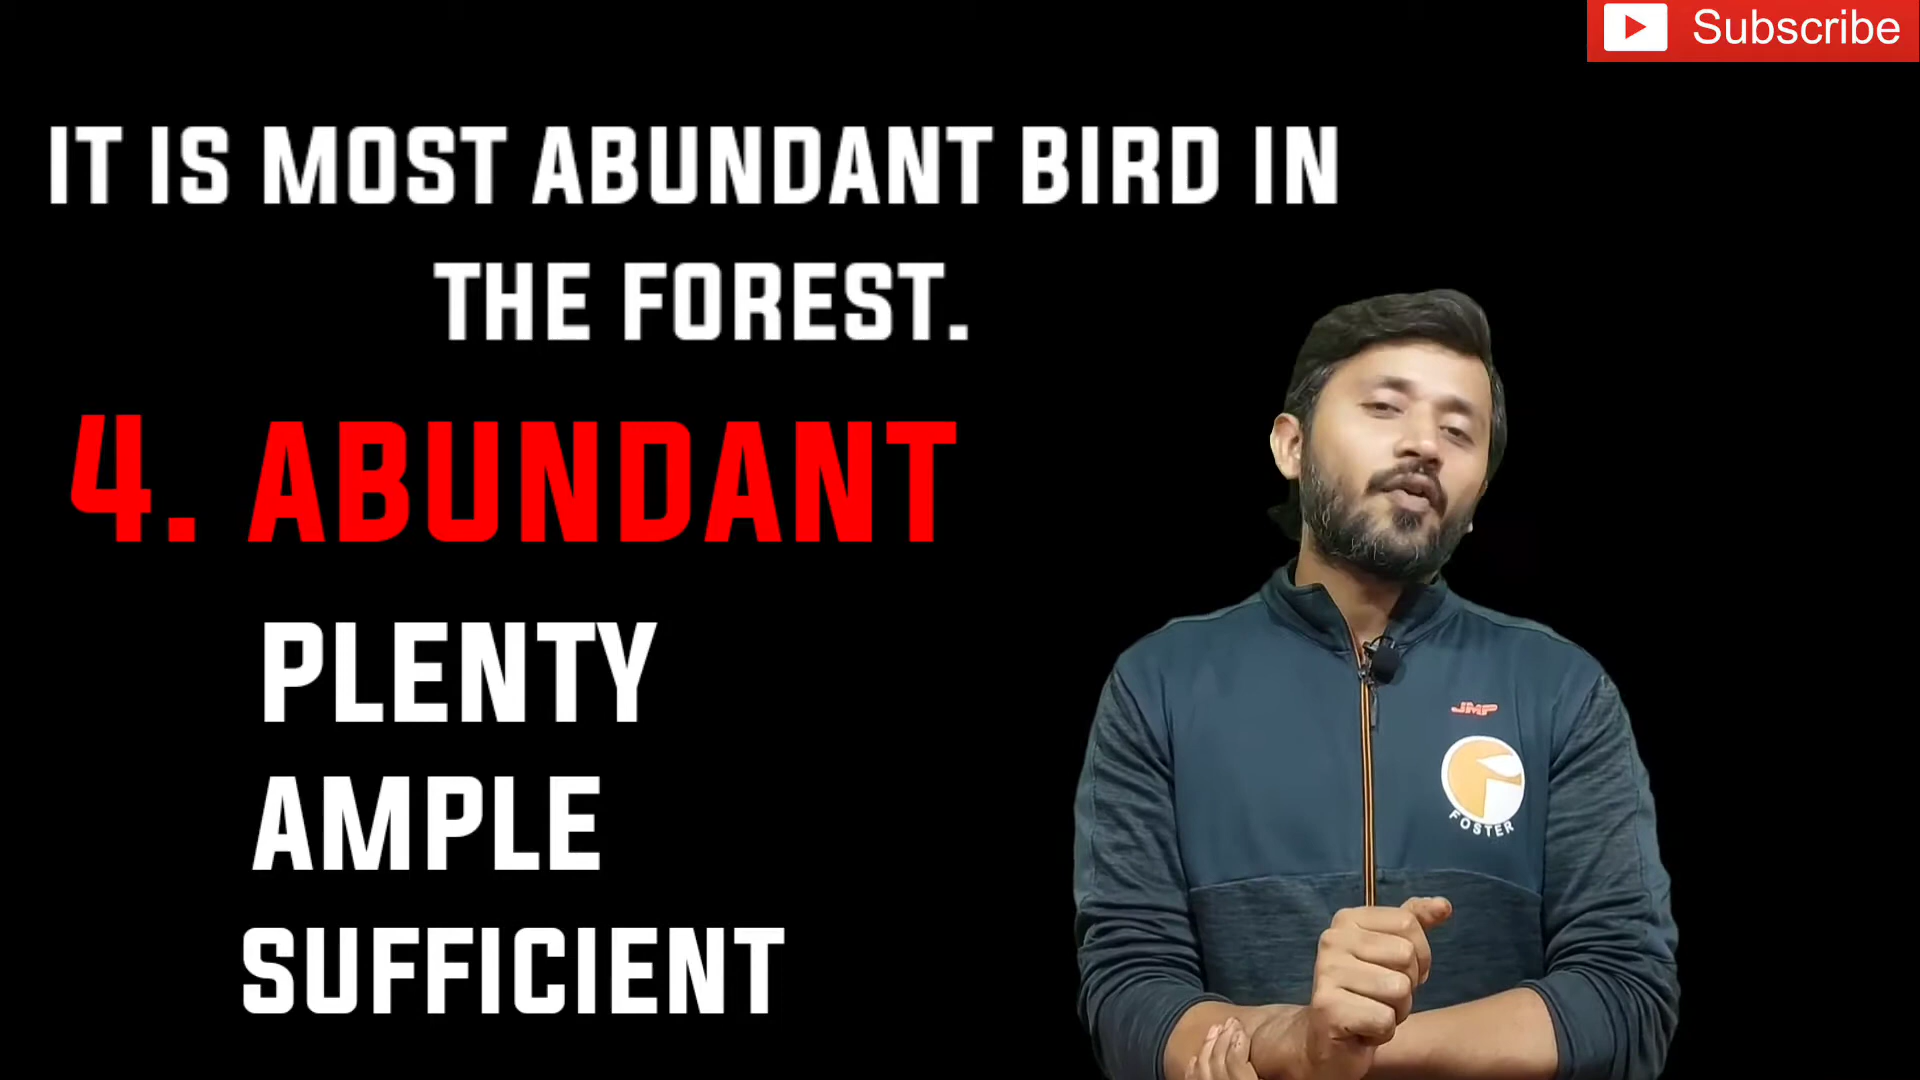 Subscribe
IT IS MOST ABUNDANT BIRD IN
THE FOREST.
4. ABUNDANT
PLENTY
AMPLE
SUFFICIENT
JMP
FOSTER